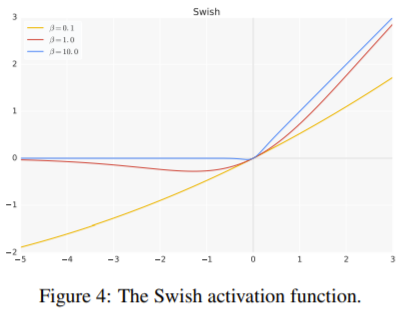 Swish
3
β=0.1
β=1.0
β=10.0
2
1
0
−1
−2
−5 −4 −3 −2 −1 0 1 2 3
Figure 4: The Swish activation function.